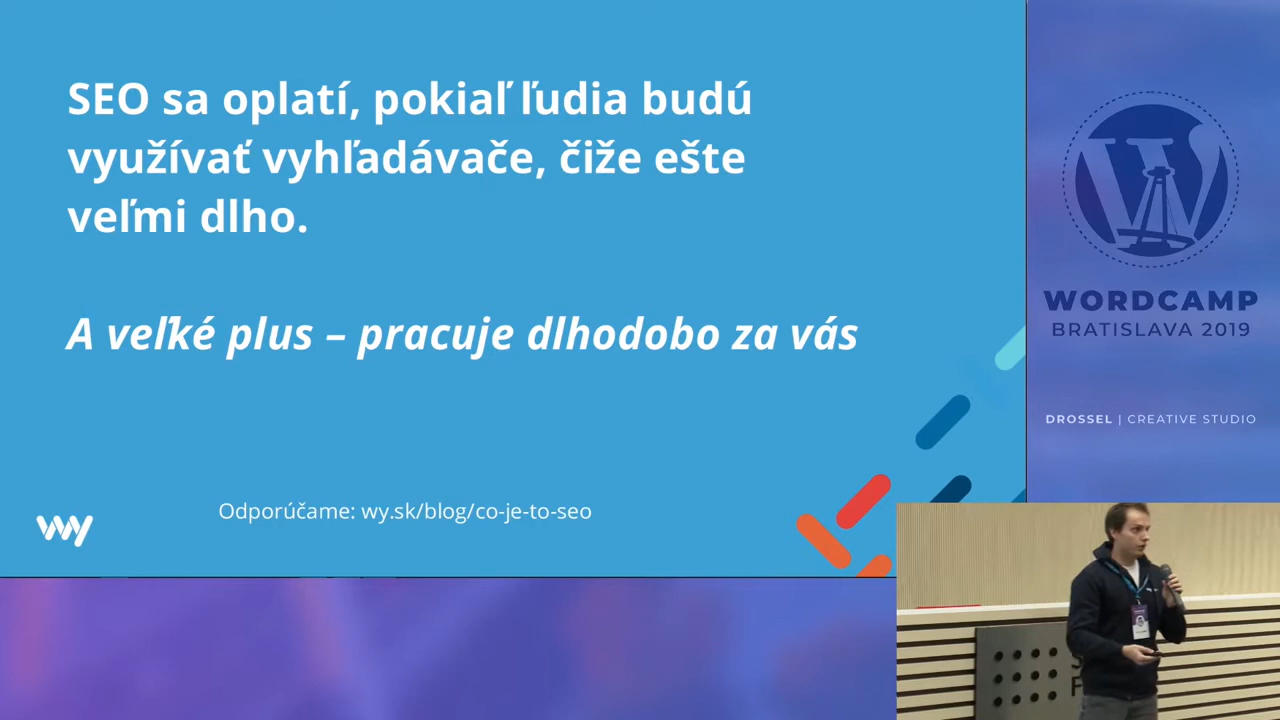 SEO sa oplatí, pokiaľ ľudia budú
využívať vyhľadávače, čiže ešte
veľmi dlho.
A veľké plus – pracuje dlhodobo za vás
Odporúčame: wy.sk/blog/co-je-to-seo
wy
WORDCAMP
BRATISLAVA 2019
DROSSEL | CREATIVE STUDIO